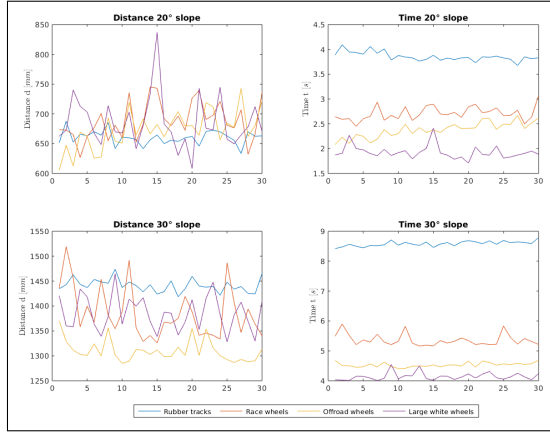 Distance 20° slope
Distance d [mm]
850
800
750
700
650
600
0 5 10 15 20 25 30
Time 20° slope
Time t [s]
4.5
4
3.5
3
2.5
2
1.5
0 5 10 15 20 25 30
Distance 30° slope
Distance d [mm]
1550
1500
1450
1400
1350
1300
1250
0 5 10 15 20 25 30
Time 30° slope
Time t [s]
9
8
7
6
5
4
0 5 10 15 20 25 30
Rubber tracks Race wheels Offroad wheels Large white wheels